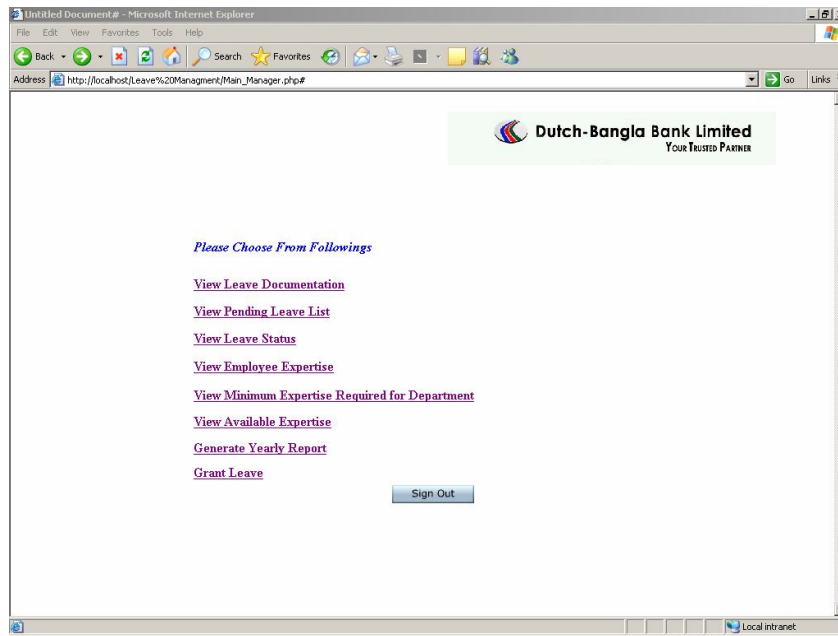 Untitled Document# - Microsoft Internet Explorer
File Edit View Favorites Tools Help
Back Search Favorites
Address http://localhost/Leave%20Managment/Main_Manager.php# Go Links
Dutch-Bangla Bank Limited
YOUR TRUSTED PARTNER
Please Choose From Followings
View Leave Documentation
View Pending Leave List
View Leave Status
View Employee Expertise
View Minimum Expertise Required for Department
View Available Expertise
Generate Yearly Report
Grant Leave
Sign Out
Local intranet